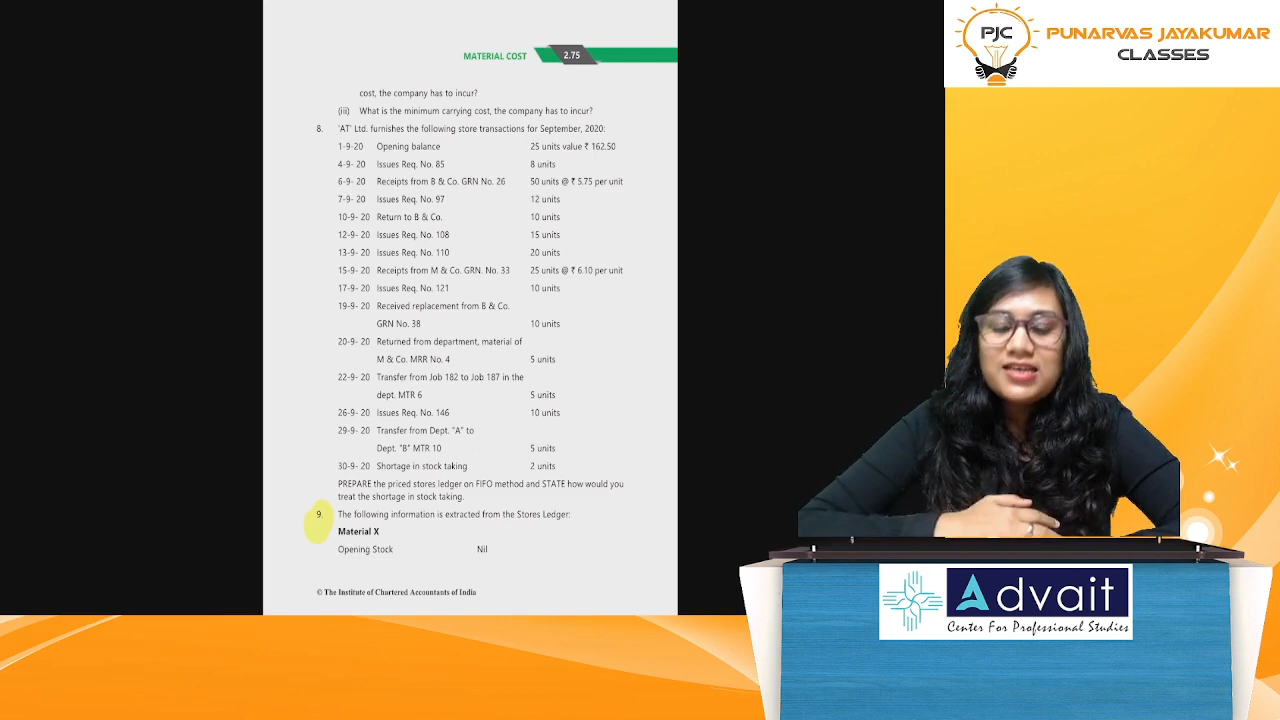 MATERIAL COST 2.75
cost, the company has to incur?
(iii) What is the minimum carrying cost, the company has to incur?
8. 'AT' Ltd. furnishes the following store transactions for September, 2020:
1-9-20 Opening balance 25 units value ₹ 162.50
4-9- 20 Issues Req. No. 85 8 units
6-9- 20 Receipts from B & Co. GRN No. 26 50 units @ ₹ 5.75 per unit
7-9- 20 Issues Req. No. 97 12 units
10-9- 20 Return to B & Co. 10 units
12-9- 20 Issues Req. No. 108 15 units
13-9- 20 Issues Req. No. 110 20 units
15-9- 20 Receipts from M & Co. GRN. No. 33 25 units @ ₹ 6.10 per unit
17-9- 20 Issues Req. No. 121 10 units
19-9- 20 Received replacement from B & Co.
GRN No. 38 10 units
20-9- 20 Returned from department, material of
M & Co. MRR No. 4 5 units
22-9- 20 Transfer from Job 182 to Job 187 in the
dept. MTR 6 5 units
26-9- 20 Issues Req. No. 146 10 units
29-9- 20 Transfer from Dept. "A" to
Dept. "B" MTR 10 5 units
30-9- 20 Shortage in stock taking 2 units
PREPARE the priced stores ledger on FIFO method and STATE how would you
treat the shortage in stock taking.
9. The following information is extracted from the Stores Ledger:
Material X
Opening Stock Nil
© The Institute of Chartered Accountants of India
PJC PUNARVAS JAYAKUMAR
CLASSES
Advait
Center For Professional Studies